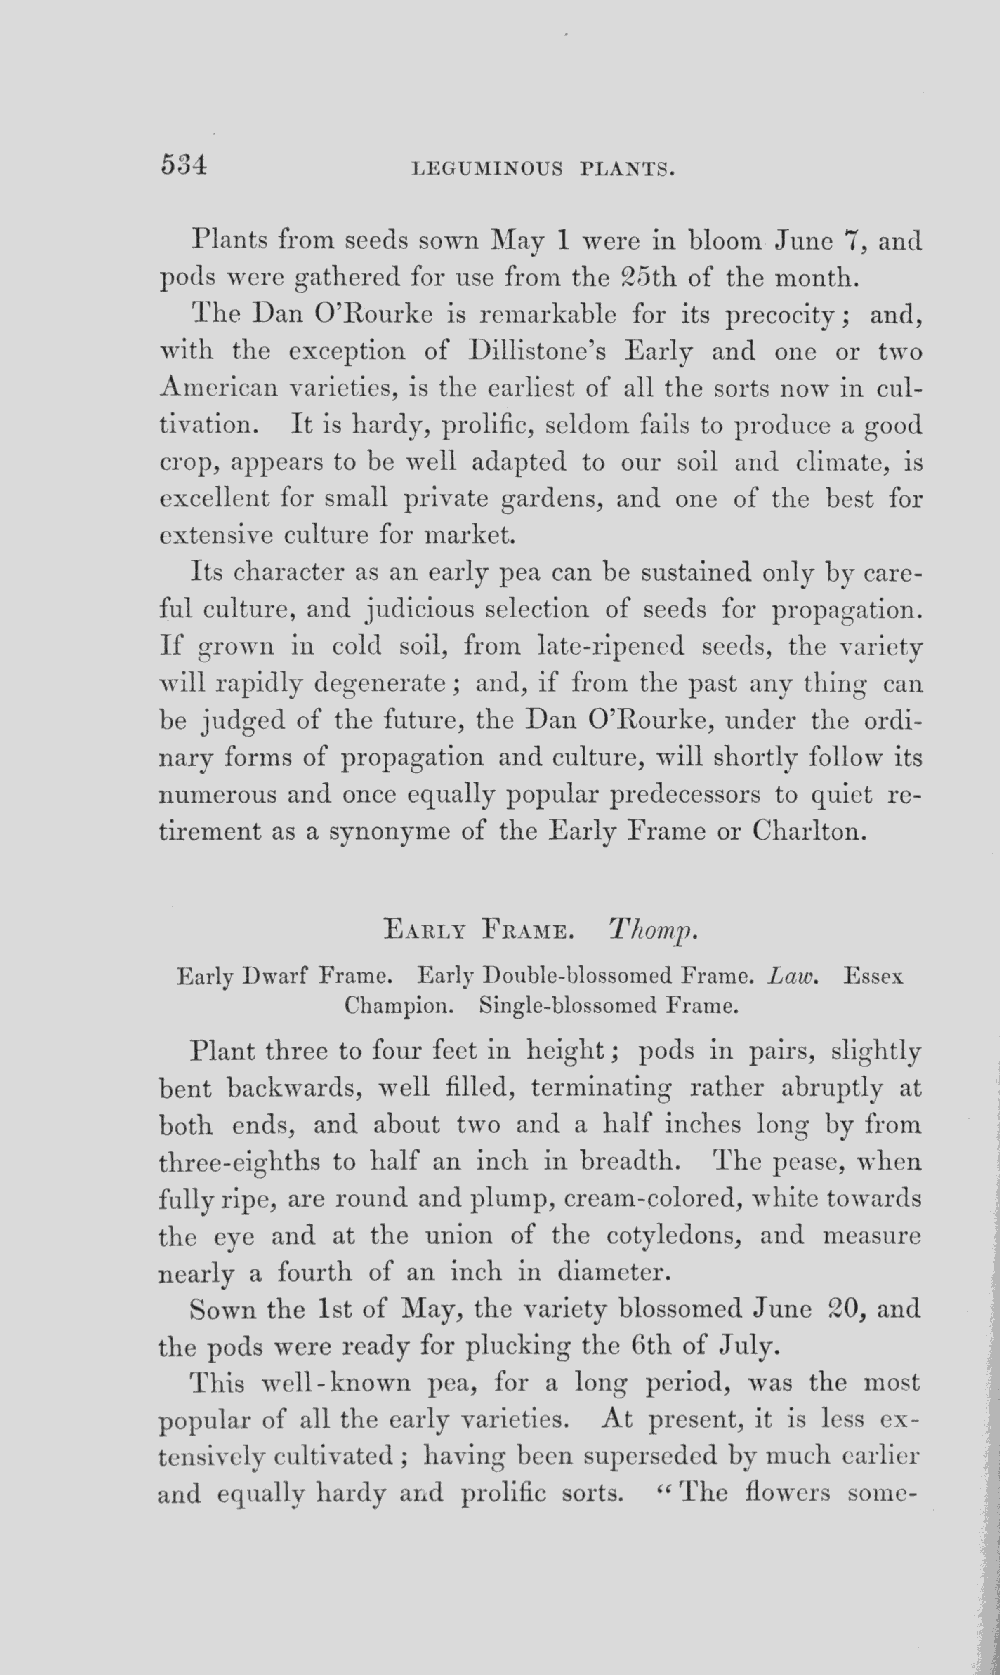 534 LEGUMINOUS PLANTS.
Plants from seeds sown May 1 were in bloom June 7, and
pods were gathered for use from the 25th of the month.
The Dan O'Rourke is remarkable for its precocity; and,
with the exception of Dillistone's Early and one or two
American varieties, is the earliest of all the sorts now in cul-
tivation. It is hardy, prolific, seldom fails to produce a good
crop, appears to be well adapted to our soil and climate, is
excellent for small private gardens, and one of the best for
extensive culture for market.
Its character as an early pea can be sustained only by care-
ful culture, and judicious selection of seeds for propagation.
If grown in cold soil, from late-ripened seeds, the variety
will rapidly degenerate; and, if from the past any thing can
be judged of the future, the Dan O'Rourke, under the ordi-
nary forms of propagation and culture, will shortly follow its
numerous and once equally popular predecessors to quiet re-
tirement as a synonyme of the Early Frame or Charlton.
EARLY FRAME. Thomp.
Early Dwarf Frame. Early Double-blossomed Frame. Law. Essex
Champion. Single-blossomed Frame.
Plant three to four feet in height; pods in pairs, slightly
bent backwards, well filled, terminating rather abruptly at
both ends, and about two and a half inches long by from
three-eighths to half an inch in breadth. The pease, when
fully ripe, are round and plump, cream-colored, white towards
the eye and at the union of the cotyledons, and measure
nearly a fourth of an inch in diameter.
Sown the 1st of May, the variety blossomed June 20, and
the pods were ready for plucking the 6th of July.
This well-known pea, for a long period, was the most
popular of all the early varieties. At present, it is less ex-
tensively cultivated; having been superseded by much earlier
and equally hardy and prolific sorts. "The flowers some-